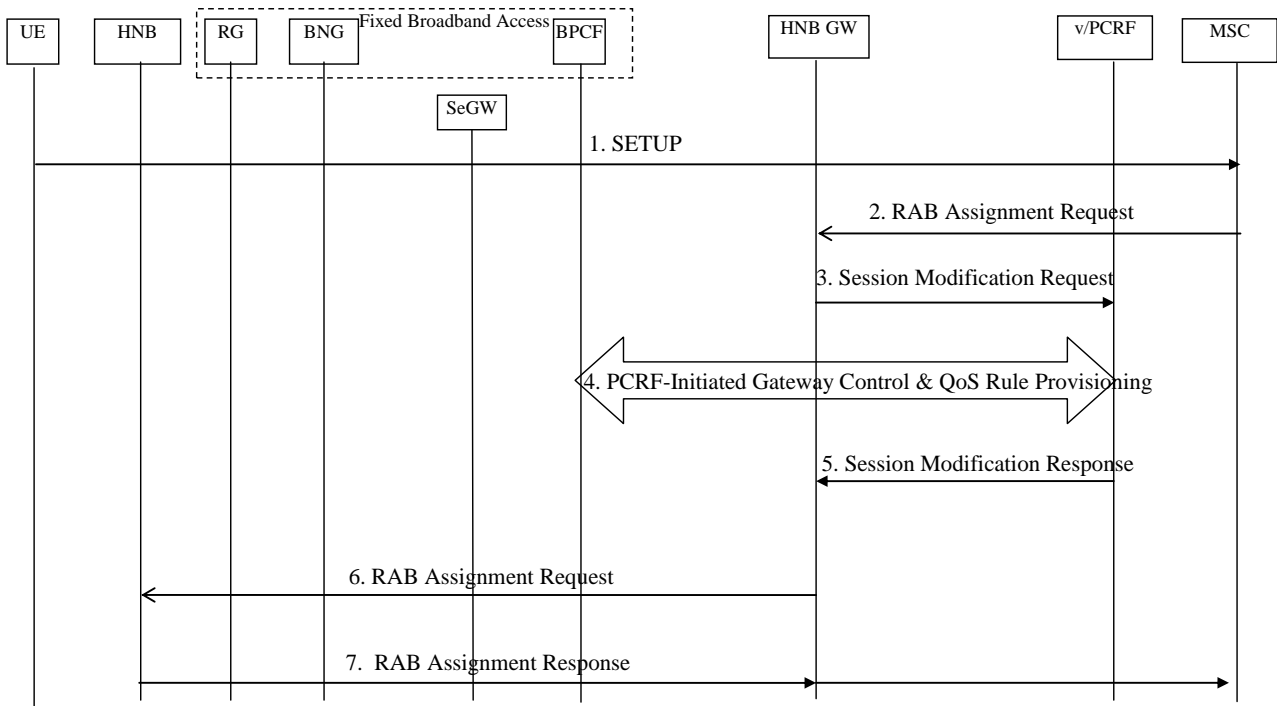 Fixed Broadband Access
UE
HNB
RG
BNG
BPCF
HNB GW
v/PCRF
MSC
SeGW
1. SETUP
2. RAB Assignment Request
3. Session Modification Request
4. PCRF-Initiated Gateway Control & QoS Rule Provisioning
5. Session Modification Response
6. RAB Assignment Request
7. RAB Assignment Response